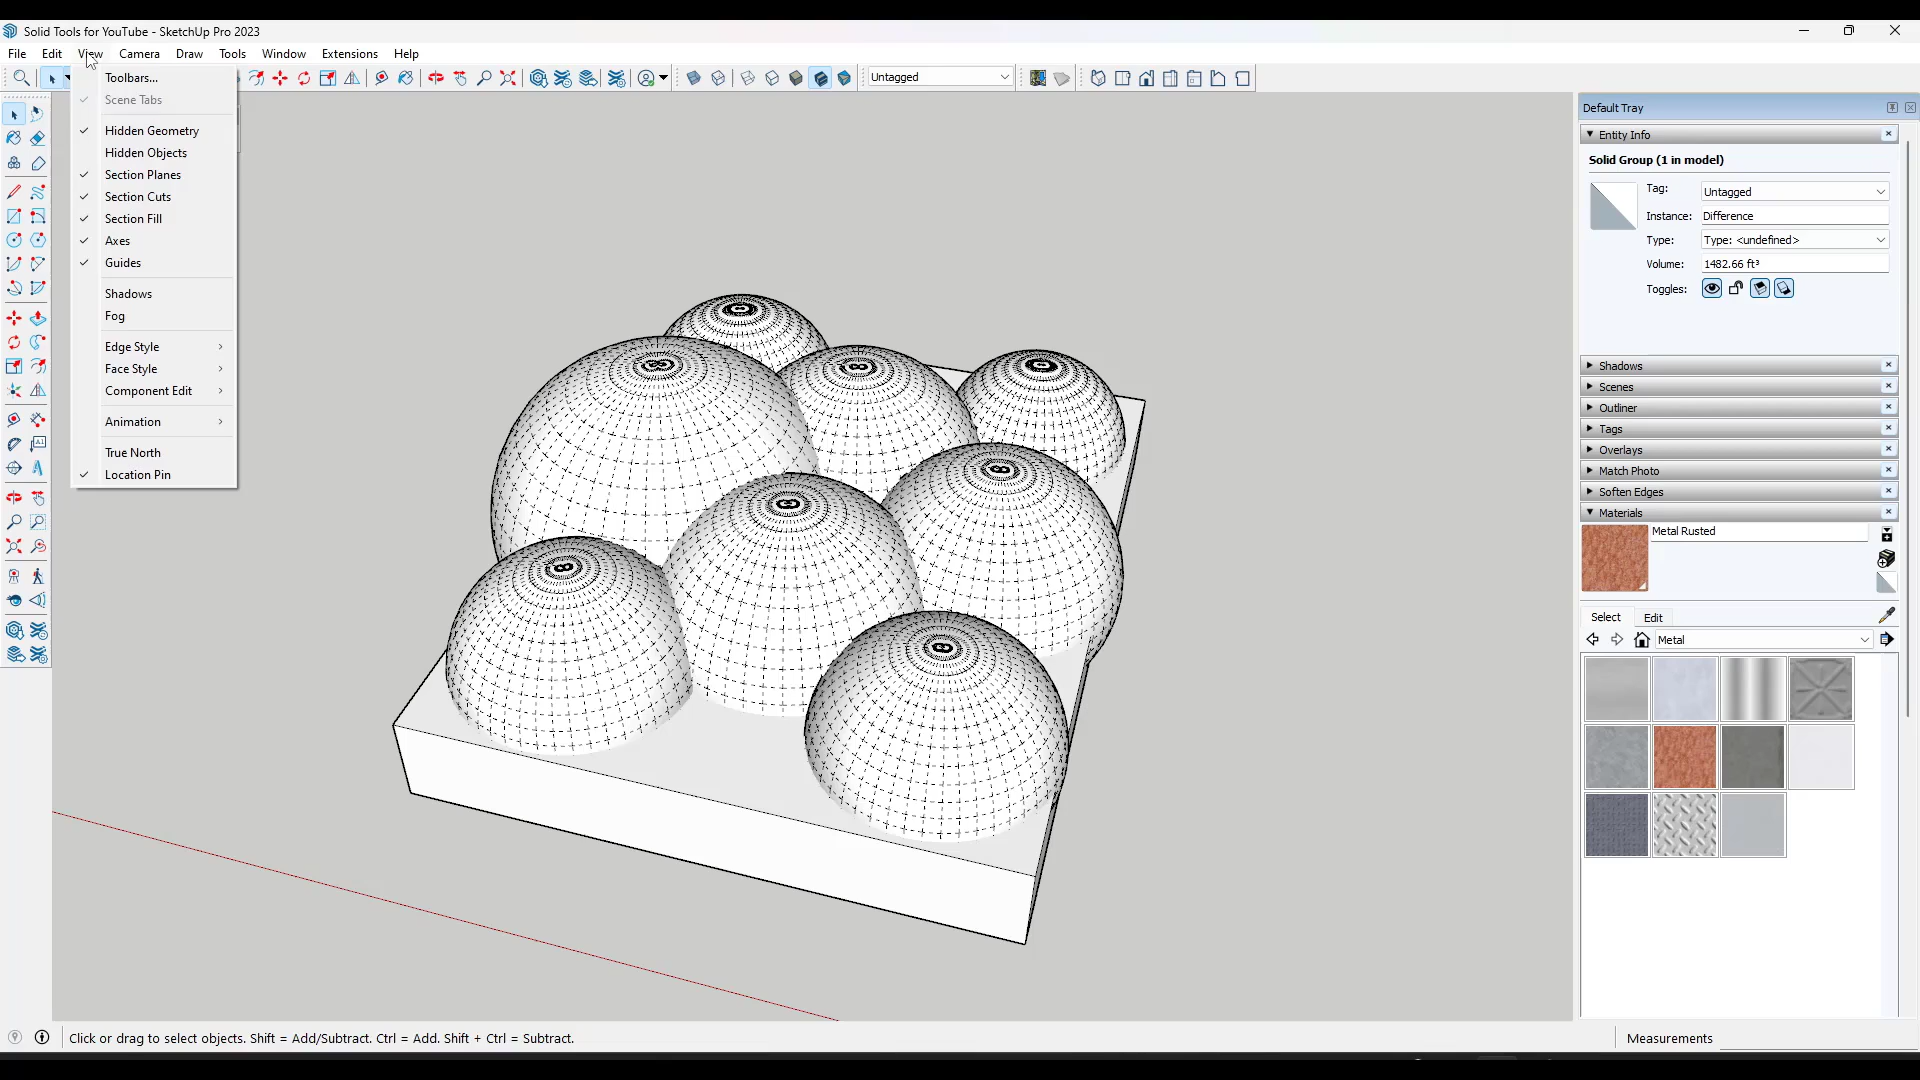 Solid Tools for YouTube - SketchUp Pro 2023
File Edit View Camera Draw Tools Window Extensions Help
Untagged
Toolbars...
Scene Tabs
Hidden Geometry
Hidden Objects
Section Planes
Section Cuts
Section Fill
Axes
Guides
Shadows
Fog
Edge Style
Face Style
Component Edit
Animation
True North
Location Pin
Default Tray
Entity Info
Solid Group (1 in model)
Tag: Untagged
Instance: Difference
Type: Type: <undefined>
Volume: 1482.66 ft³
Toggles:
Shadows
Scenes
Outliner
Tags
Overlays
Match Photo
Soften Edges
Materials
Metal Rusted
Select Edit
Metal
Click or drag to select objects. Shift = Add/Subtract. Ctrl = Add. Shift + Ctrl = Subtract.
Measurements